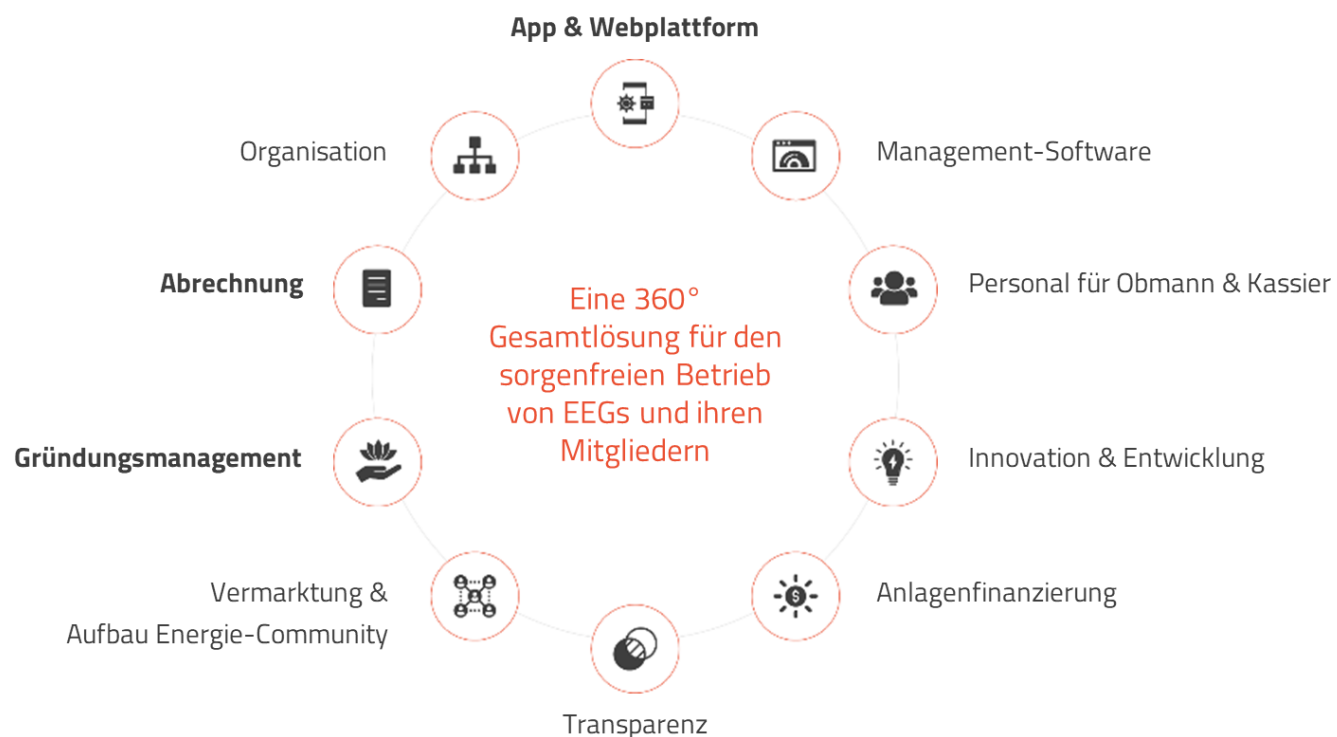 App & Webplattform
Organisation
Management-Software
Abrechnung
Personal für Obmann & Kassier
Eine 360°
Gesamtlösung für den
sorgenfreien Betrieb
von EEGs und ihren
Mitgliedern
Gründungsmanagement
Innovation & Entwicklung
Vermarktung &
Aufbau Energie-Community
Anlagenfinanzierung
Transparenz